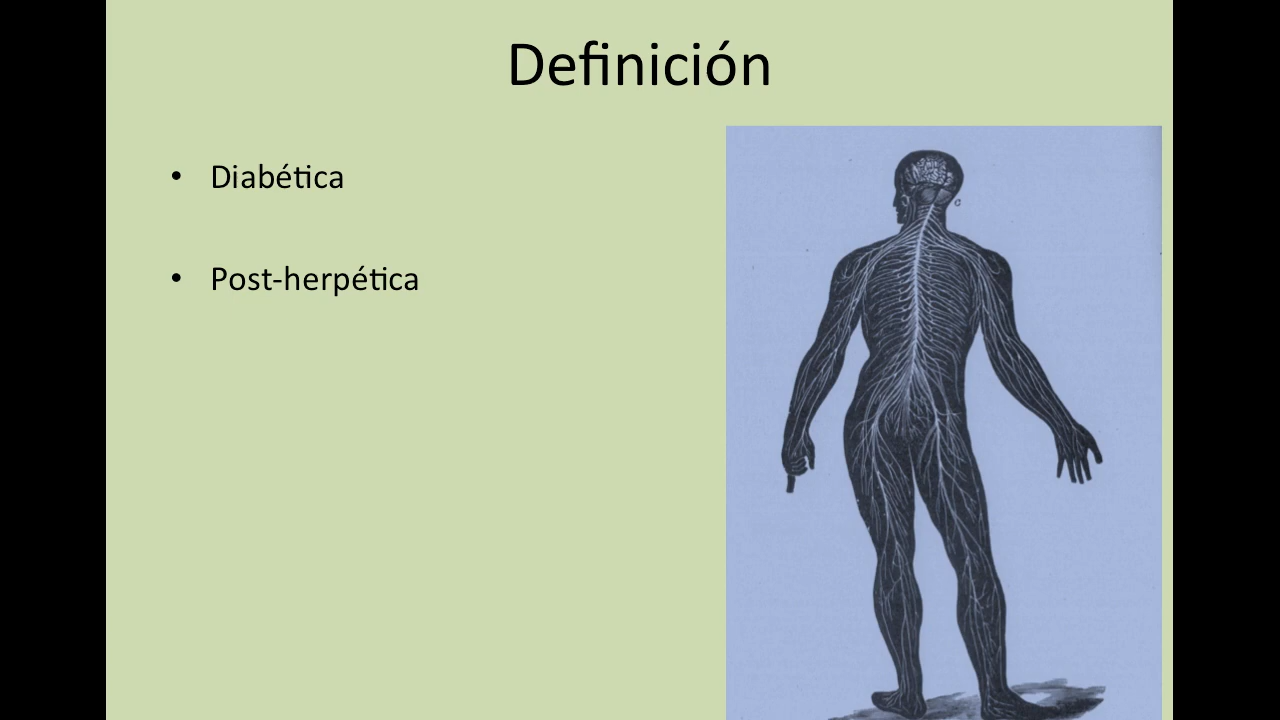 Definición
• Diabética
• Post-herpética
c